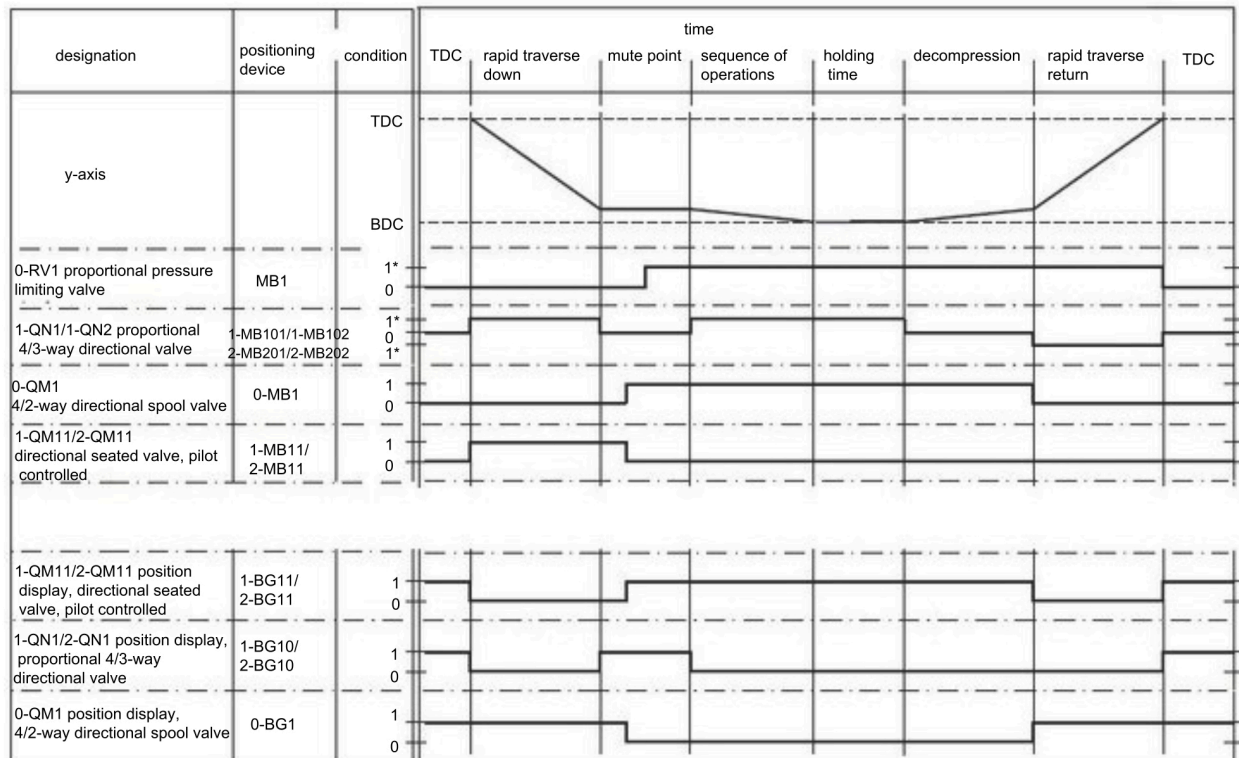 time
designation
positioning
device
condition
TDC
rapid traverse
down
mute point
sequence of
operations
holding
time
decompression
rapid traverse
return
TDC
y-axis
TDC
BDC
0-RV1 proportional pressure
limiting valve
MB1
1*
0
1-QN1/1-QN2 proportional
4/3-way directional valve
1-MB101/1-MB102
2-MB201/2-MB202
1*
0
1*
0-QM1
4/2-way directional spool valve
0-MB1
1
0
1-QM11/2-QM11
directional seated valve, pilot
controlled
1-MB11/
2-MB11
1
0
1-QM11/2-QM11 position
display, directional seated
valve, pilot controlled
1-BG11/
2-BG11
1
0
1-QN1/2-QN1 position display,
proportional 4/3-way
directional valve
1-BG10/
2-BG10
1
0
0-QM1 position display,
4/2-way directional spool valve
0-BG1
1
0